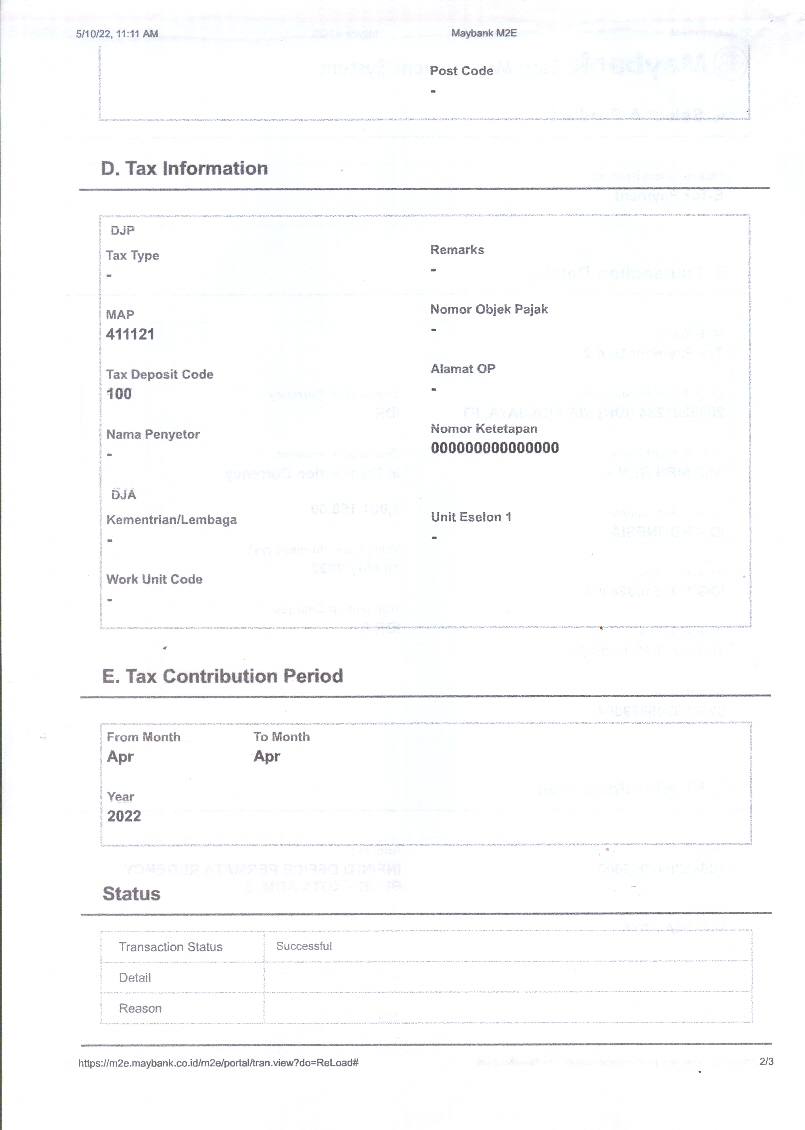 5/10/22, 11:11 AM Maybank M2E
Post Code
-
D. Tax Information
DJP
Tax Type
-
Remarks
-
MAP
411121
Nomor Objek Pajak
-
Tax Deposit Code
100
Alamat OP
-
Nama Penyetor
-
Nomor Ketetapan
000000000000000
DJA
Kementrian/Lembaga
-
Unit Eselon 1
-
Work Unit Code
-
E. Tax Contribution Period
From Month To Month
Apr Apr
Year
2022
Status
Transaction Status Successful
Detail
Reason
https://m2e.maybank.co.id/m2e/portal/tran.view?do=ReLoad# 2/3